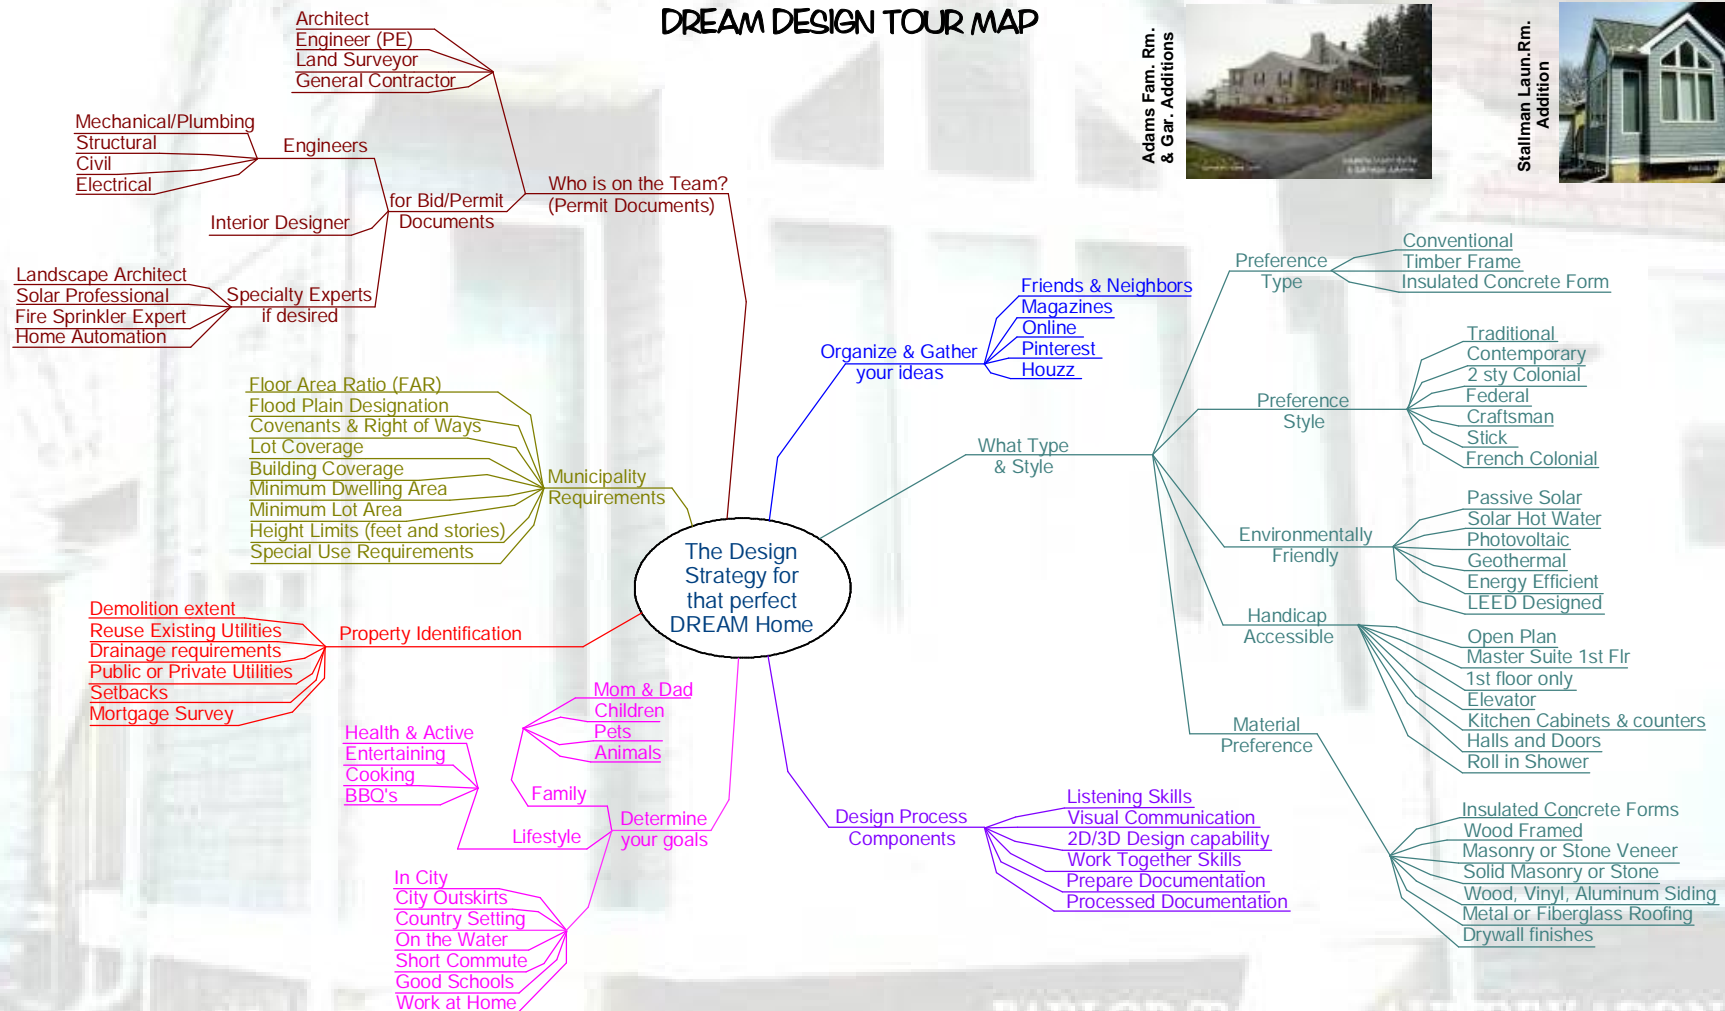 DREAM DESIGN TOUR MAP
Adams Fam. Rm.
& Gar. Additions
Stallman Laun.Rm.
Addition
Architect
Engineer (PE)
Land Surveyor
General Contractor
Mechanical/Plumbing
Structural
Civil
Electrical
Engineers
Interior Designer
for Bid/Permit
Documents
Who is on the Team?
(Permit Documents)
Landscape Architect
Solar Professional
Fire Sprinkler Expert
Home Automation
Specialty Experts
if desired
Floor Area Ratio (FAR)
Flood Plain Designation
Covenants & Right of Ways
Lot Coverage
Building Coverage
Minimum Dwelling Area
Minimum Lot Area
Height Limits (feet and stories)
Special Use Requirements
Municipality
Requirements
Demolition extent
Reuse Existing Utilities
Drainage requirements
Public or Private Utilities
Setbacks
Mortgage Survey
Property Identification
The Design
Strategy for
that perfect
DREAM Home
Mom & Dad
Children
Pets
Animals
Family
Health & Active
Entertaining
Cooking
BBQ's
Lifestyle
Determine
your goals
In City
City Outskirts
Country Setting
On the Water
Short Commute
Good Schools
Work at Home
Organize & Gather
your ideas
Friends & Neighbors
Magazines
Online
Pinterest
Houzz
What Type
& Style
Preference
Type
Conventional
Timber Frame
Insulated Concrete Form
Preference
Style
Traditional
Contemporary
2 sty Colonial
Federal
Craftsman
Stick
French Colonial
Environmentally
Friendly
Passive Solar
Solar Hot Water
Photovoltaic
Geothermal
Energy Efficient
LEED Designed
Handicap
Accessible
Open Plan
Master Suite 1st Flr
1st floor only
Elevator
Kitchen Cabinets & counters
Halls and Doors
Roll in Shower
Material
Preference
Insulated Concrete Forms
Wood Framed
Masonry or Stone Veneer
Solid Masonry or Stone
Wood, Vinyl, Aluminum Siding
Metal or Fiberglass Roofing
Drywall finishes
Design Process
Components
Listening Skills
Visual Communication
2D/3D Design capability
Work Together Skills
Prepare Documentation
Processed Documentation